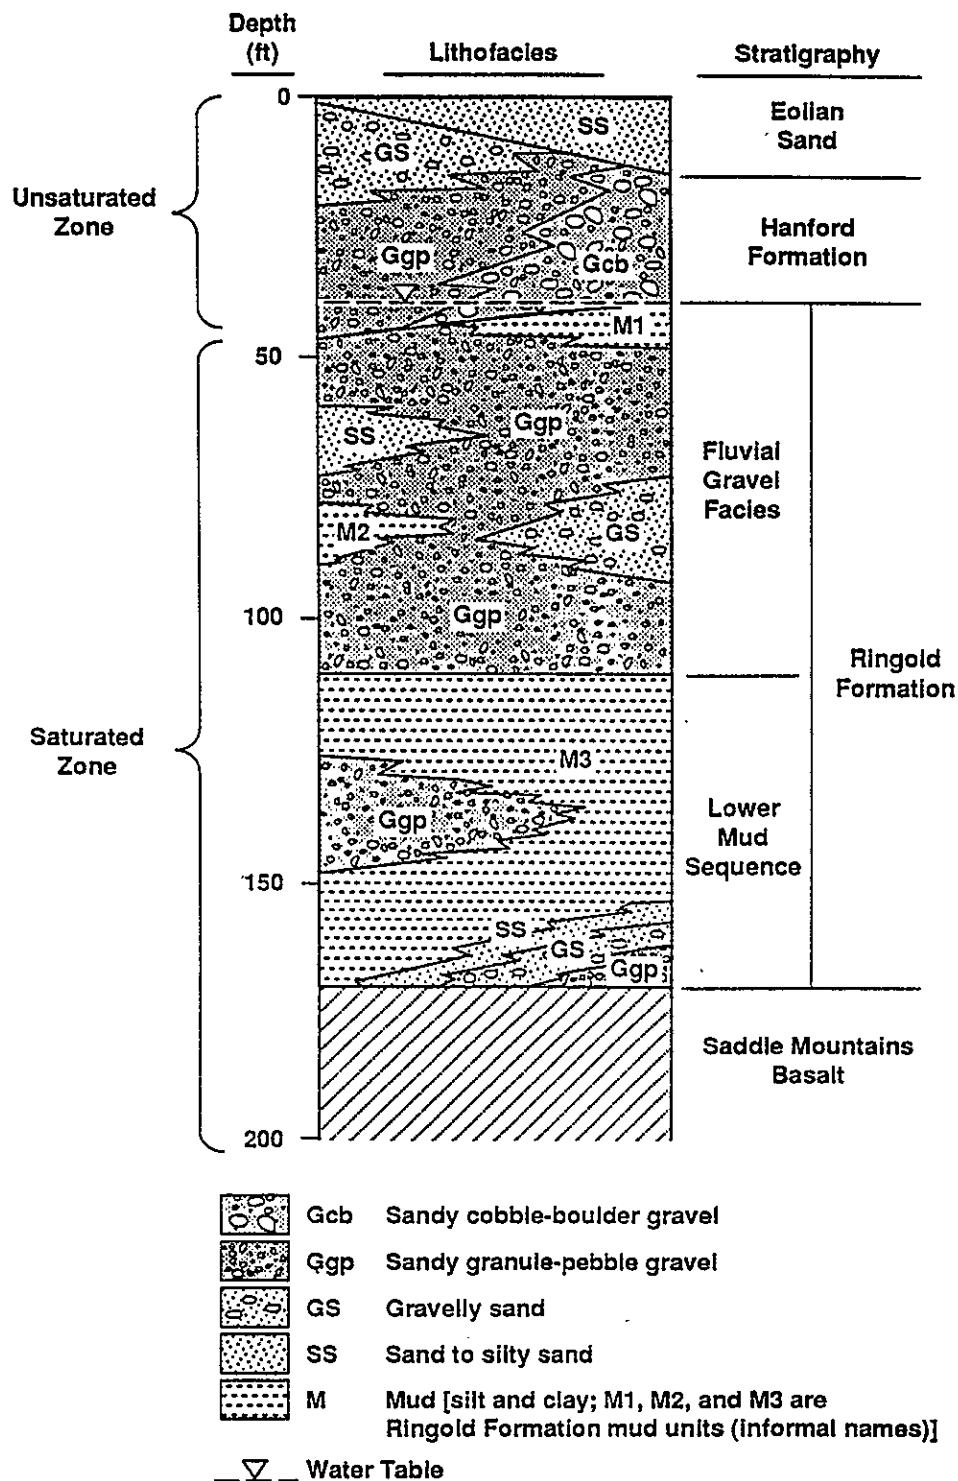 Depth
(ft)
Lithofacies
Stratigraphy
0
SS
Eolian
Sand
GS
Unsaturated
Zone
Ggp
Gcb
Hanford
Formation
M1
50
SS
Ggp
Fluvial
Gravel
Facies
M2
GS
100
Ggp
Ringold
Formation
Saturated
Zone
M3
Ggp
Lower
Mud
Sequence
150
SS
GS
Ggp
Saddle Mountains
Basalt
200
Gcb Sandy cobble-boulder gravel
Ggp Sandy granule-pebble gravel
GS Gravelly sand
SS Sand to silty sand
M Mud [silt and clay; M1, M2, and M3 are
Ringold Formation mud units (informal names)]
Water Table